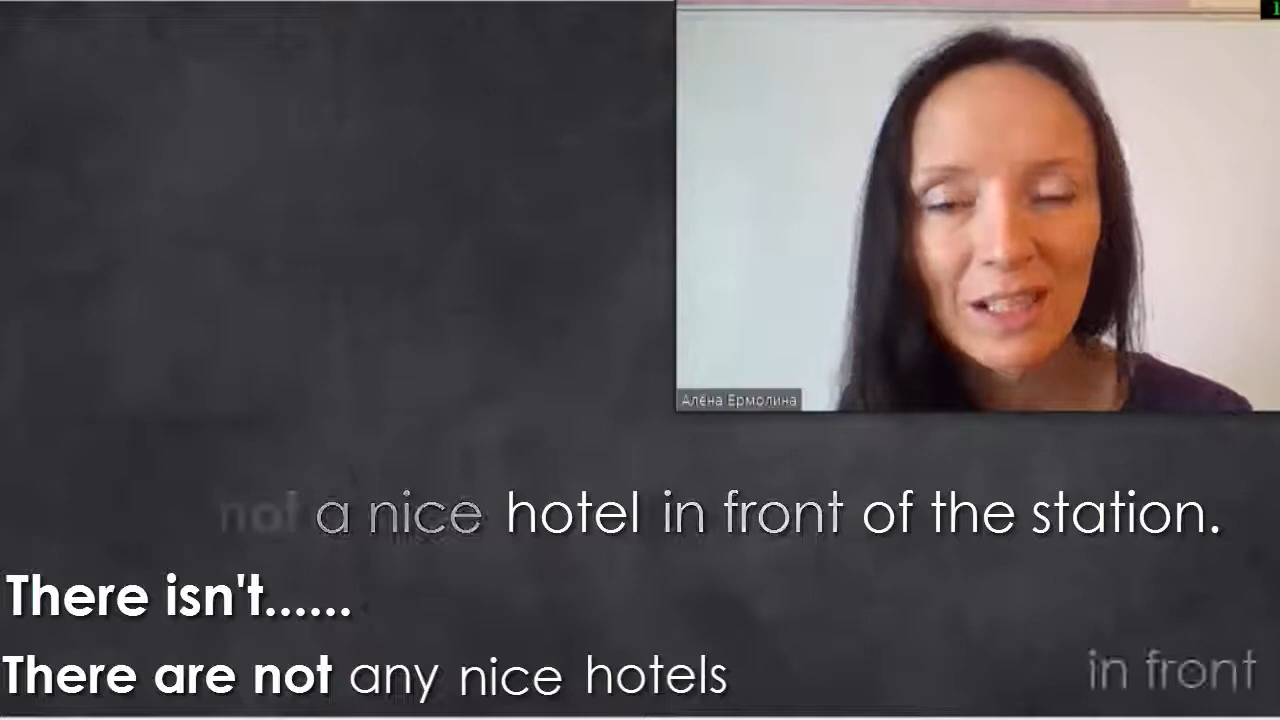 Алёна Ермолина
not a nice hotel in front of the station.
There isn't......
There are not any nice hotels in front